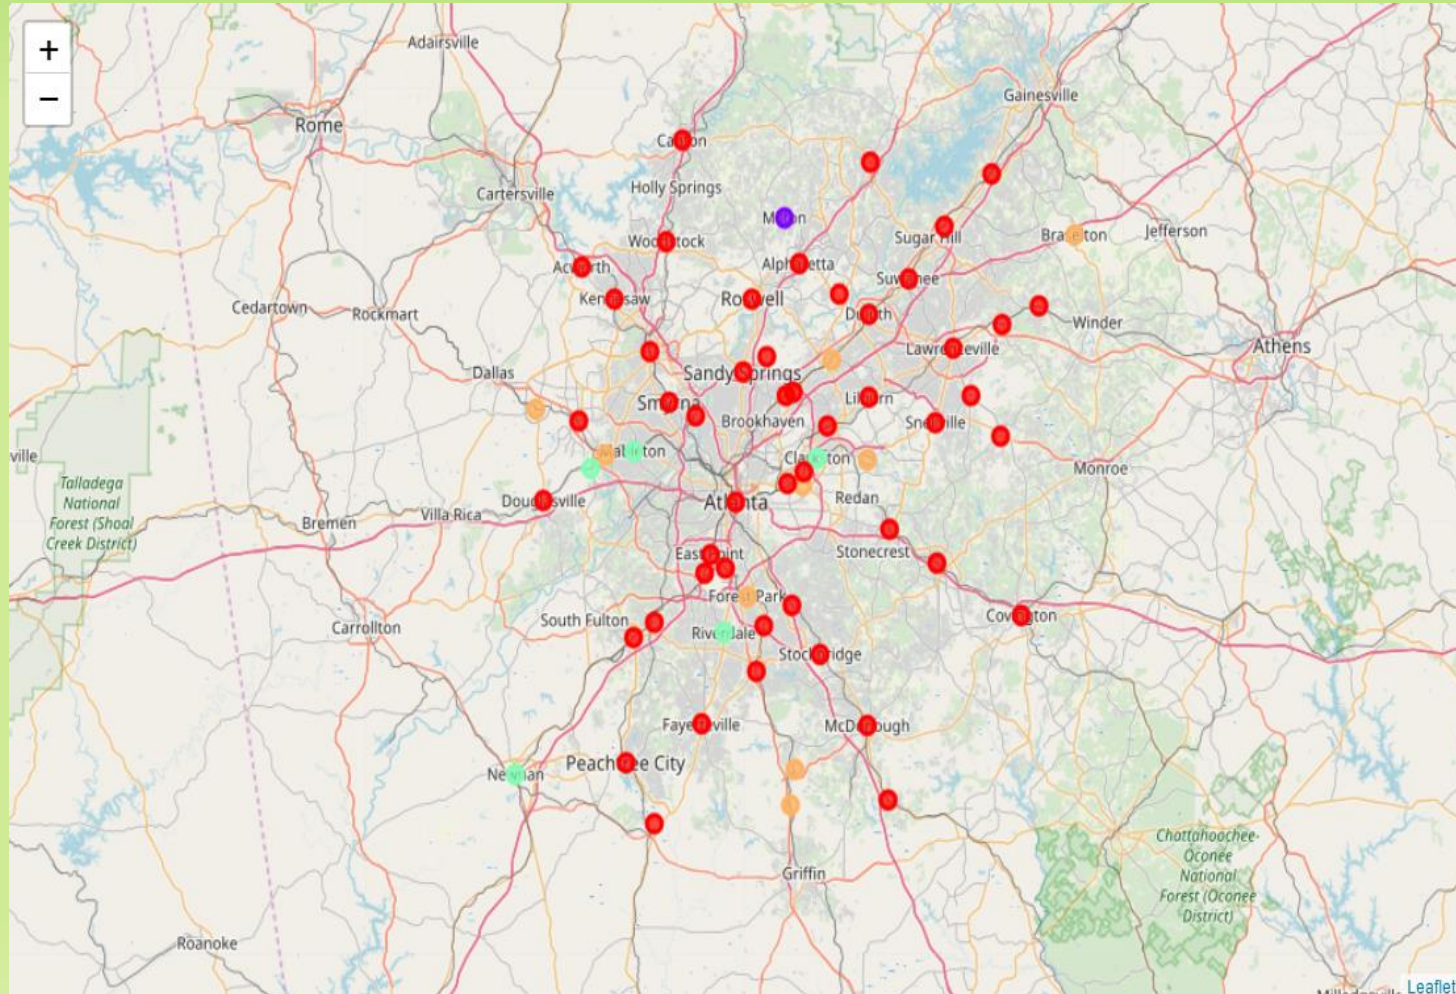 +
Adairsville
−
Gainesville
Rome
Canton
Holly Springs
Cartersville
Milton
Woodstock
Sugar Hill
Braselton
Jefferson
Acworth
Alpharetta
Suwanee
Kennesaw
Roswell
Cedartown
Rockmart
Duluth
Winder
Lawrenceville
Athens
Dallas
Sandy Springs
Smyrna
Lilburn
Brookhaven
Snellville
ville
Mableton
Clarkston
Monroe
Talladega
National
Forest (Shoal
Creek District)
Douglasville
Atlanta
Redan
Villa Rica
Bremen
East Point
Stonecrest
Forest Park
Covington
South Fulton
Carrollton
Riverdale
Stockbridge
Fayetteville
McDonough
Peachtree City
Newnan
Chattahoochee-
Oconee
National
Forest (Oconee
District)
Griffin
Roanoke
Leaflet